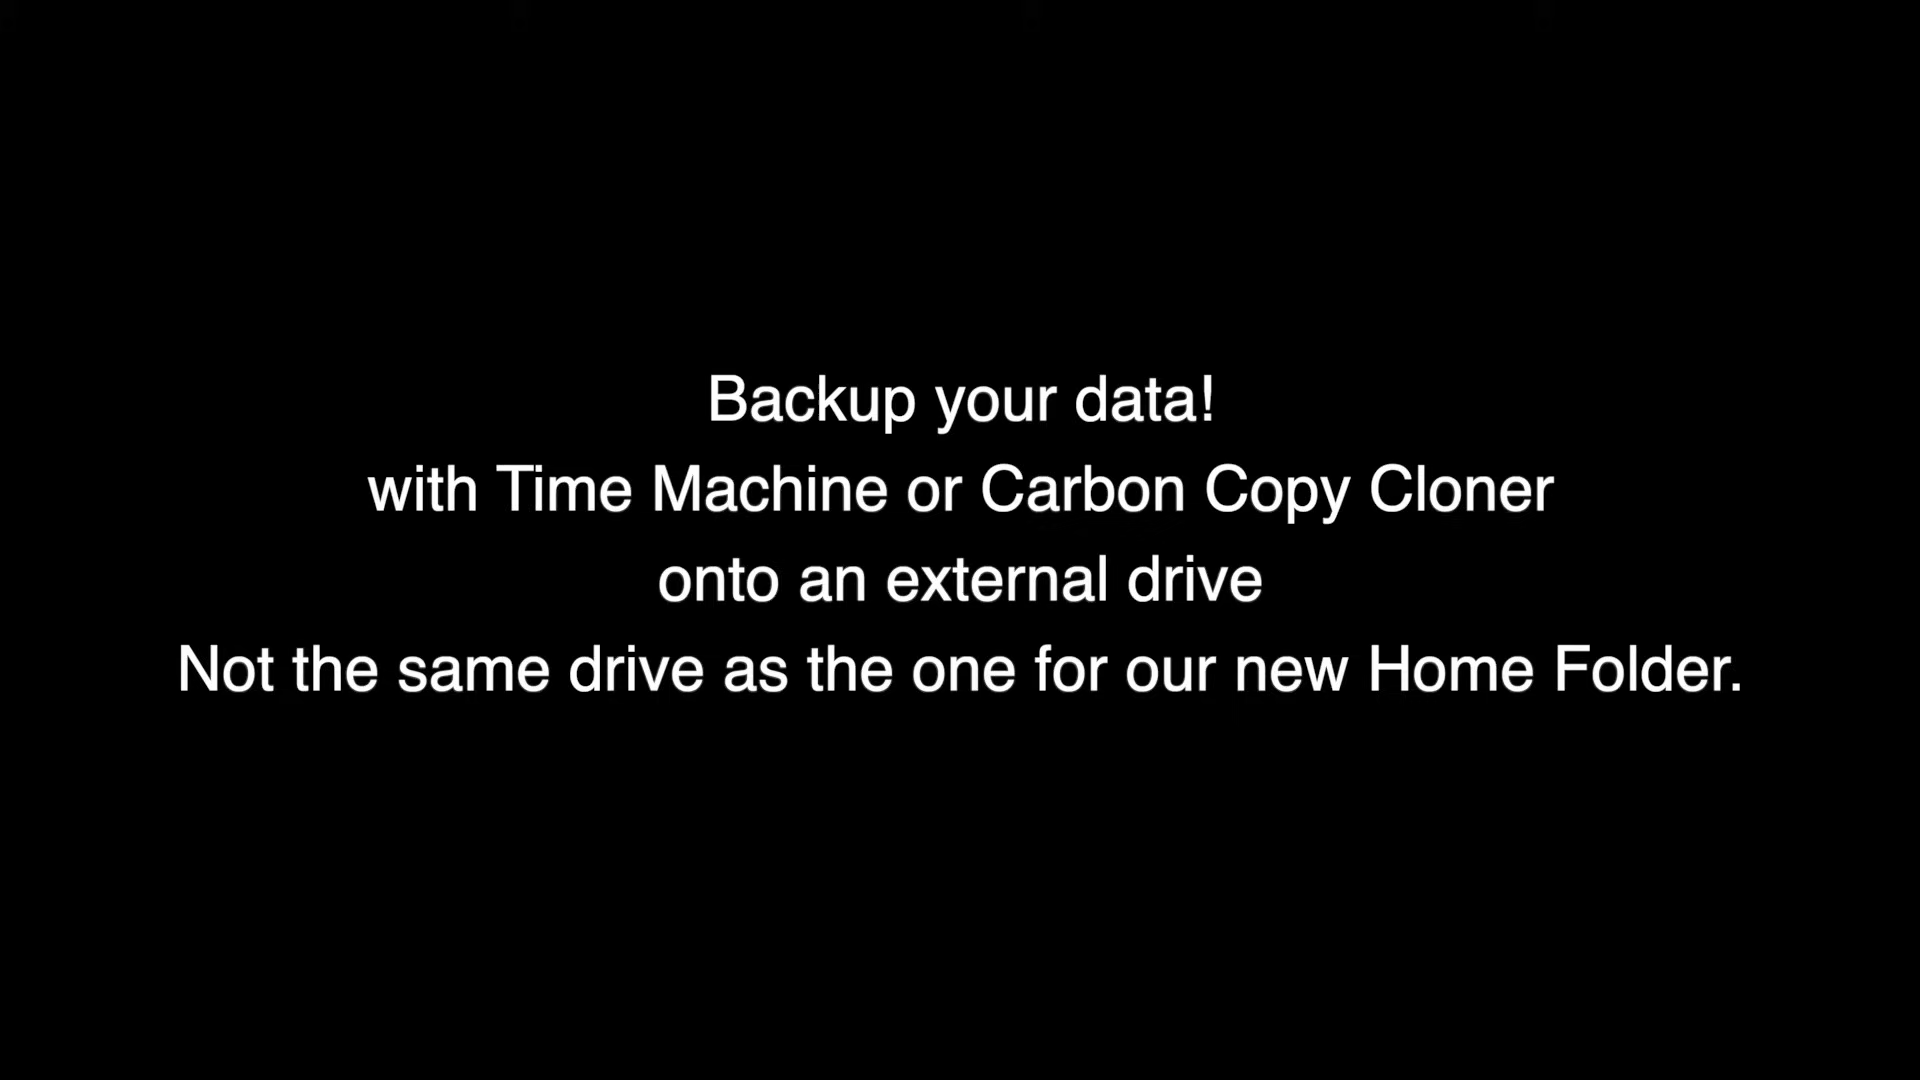 Backup your data!
with Time Machine or Carbon Copy Cloner
onto an external drive
Not the same drive as the one for our new Home Folder.